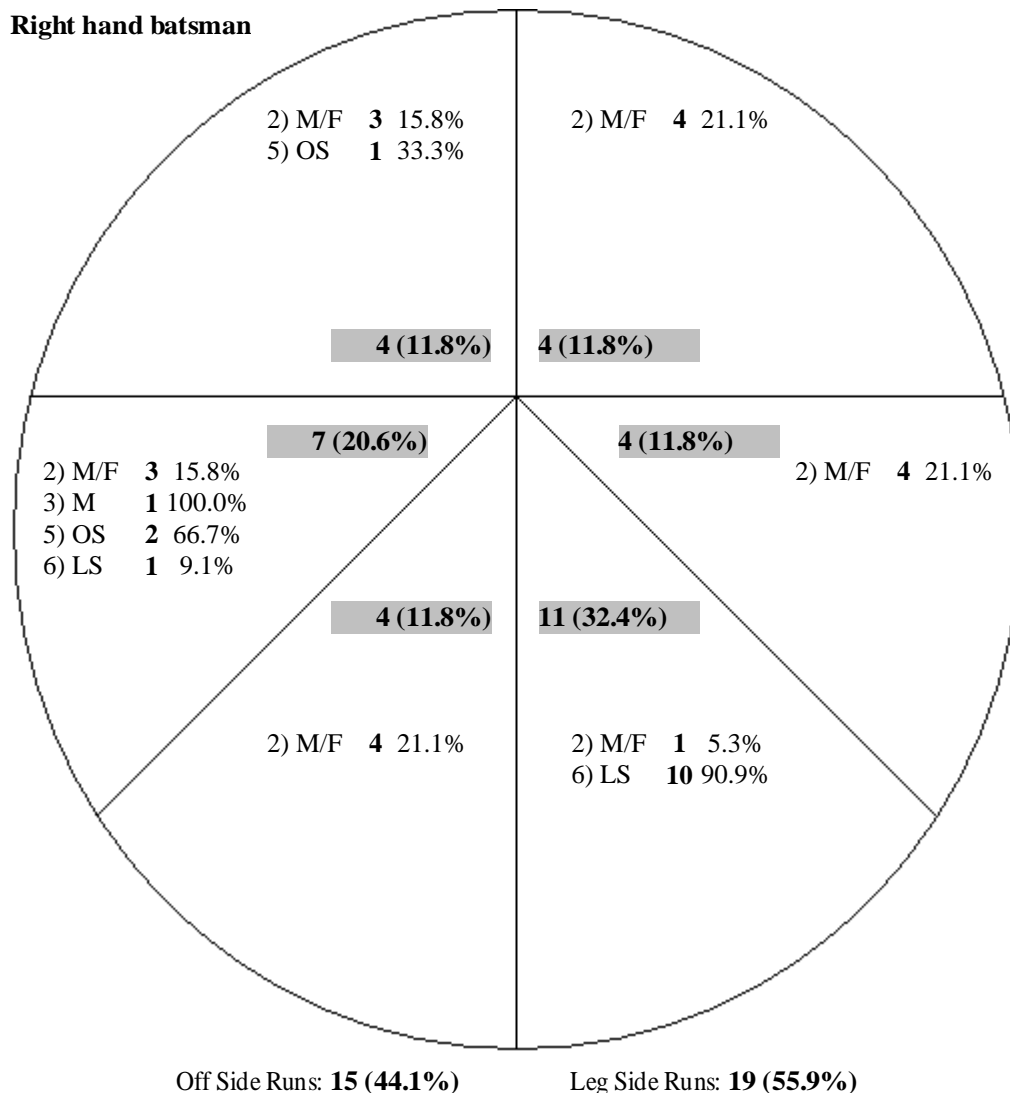 Right hand batsman
2) M/F 3 15.8%
5) OS 1 33.3%
2) M/F 4 21.1%
4 (11.8%)
4 (11.8%)
7 (20.6%)
2) M/F 3 15.8%
3) M 1 100.0%
5) OS 2 66.7%
6) LS 1 9.1%
4 (11.8%)
2) M/F 4 21.1%
4 (11.8%)
2) M/F 4 21.1%
11 (32.4%)
2) M/F 1 5.3%
6) LS 10 90.9%
Off Side Runs: 15 (44.1%)
Leg Side Runs: 19 (55.9%)